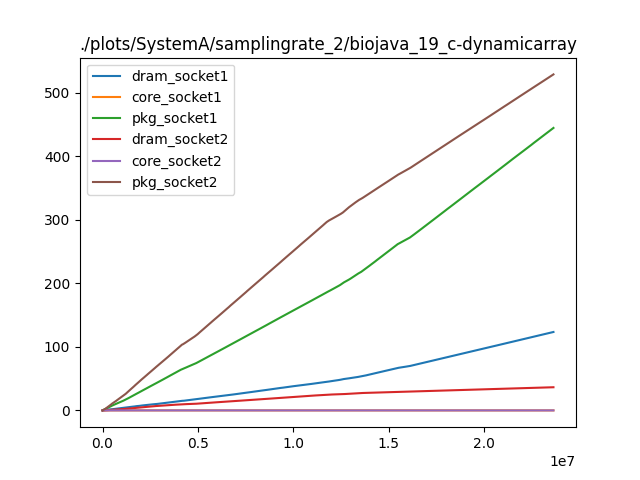 ./plots/SystemA/samplingrate_2/biojava_19_c-dynamicarray
dram_socket1
core_socket1
pkg_socket1
dram_socket2
core_socket2
pkg_socket2
500
400
300
200
100
0
0.0 0.5 1.0 1.5 2.0
1e7